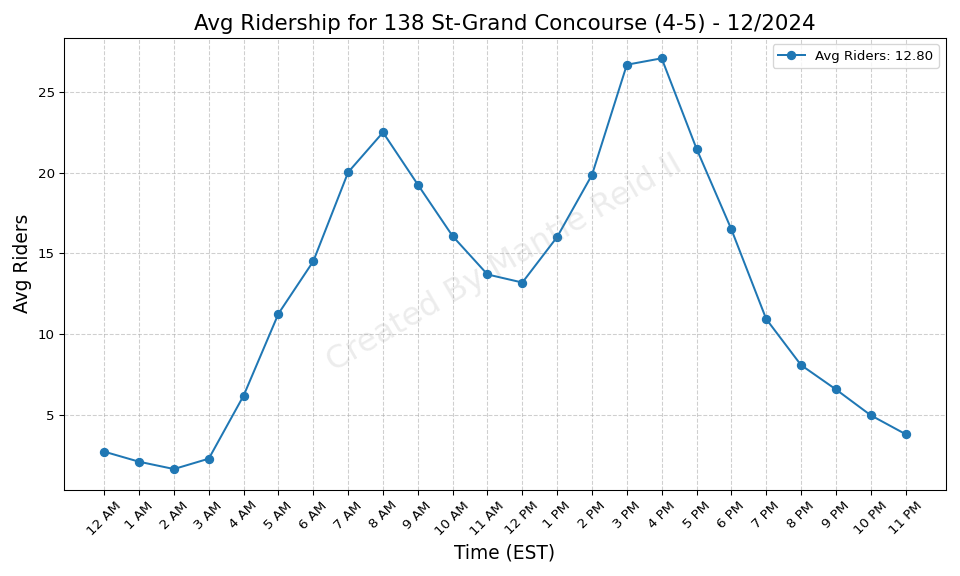 Avg Ridership for 138 St-Grand Concourse (4-5) - 12/2024
Avg Riders: 12.80
Avg Riders
25
20
15
10
5
Created By Mantie Reid II
12 AM
1 AM
2 AM
3 AM
4 AM
5 AM
6 AM
7 AM
8 AM
9 AM
10 AM
11 AM
12 PM
1 PM
2 PM
3 PM
4 PM
5 PM
6 PM
7 PM
8 PM
9 PM
10 PM
11 PM
Time (EST)